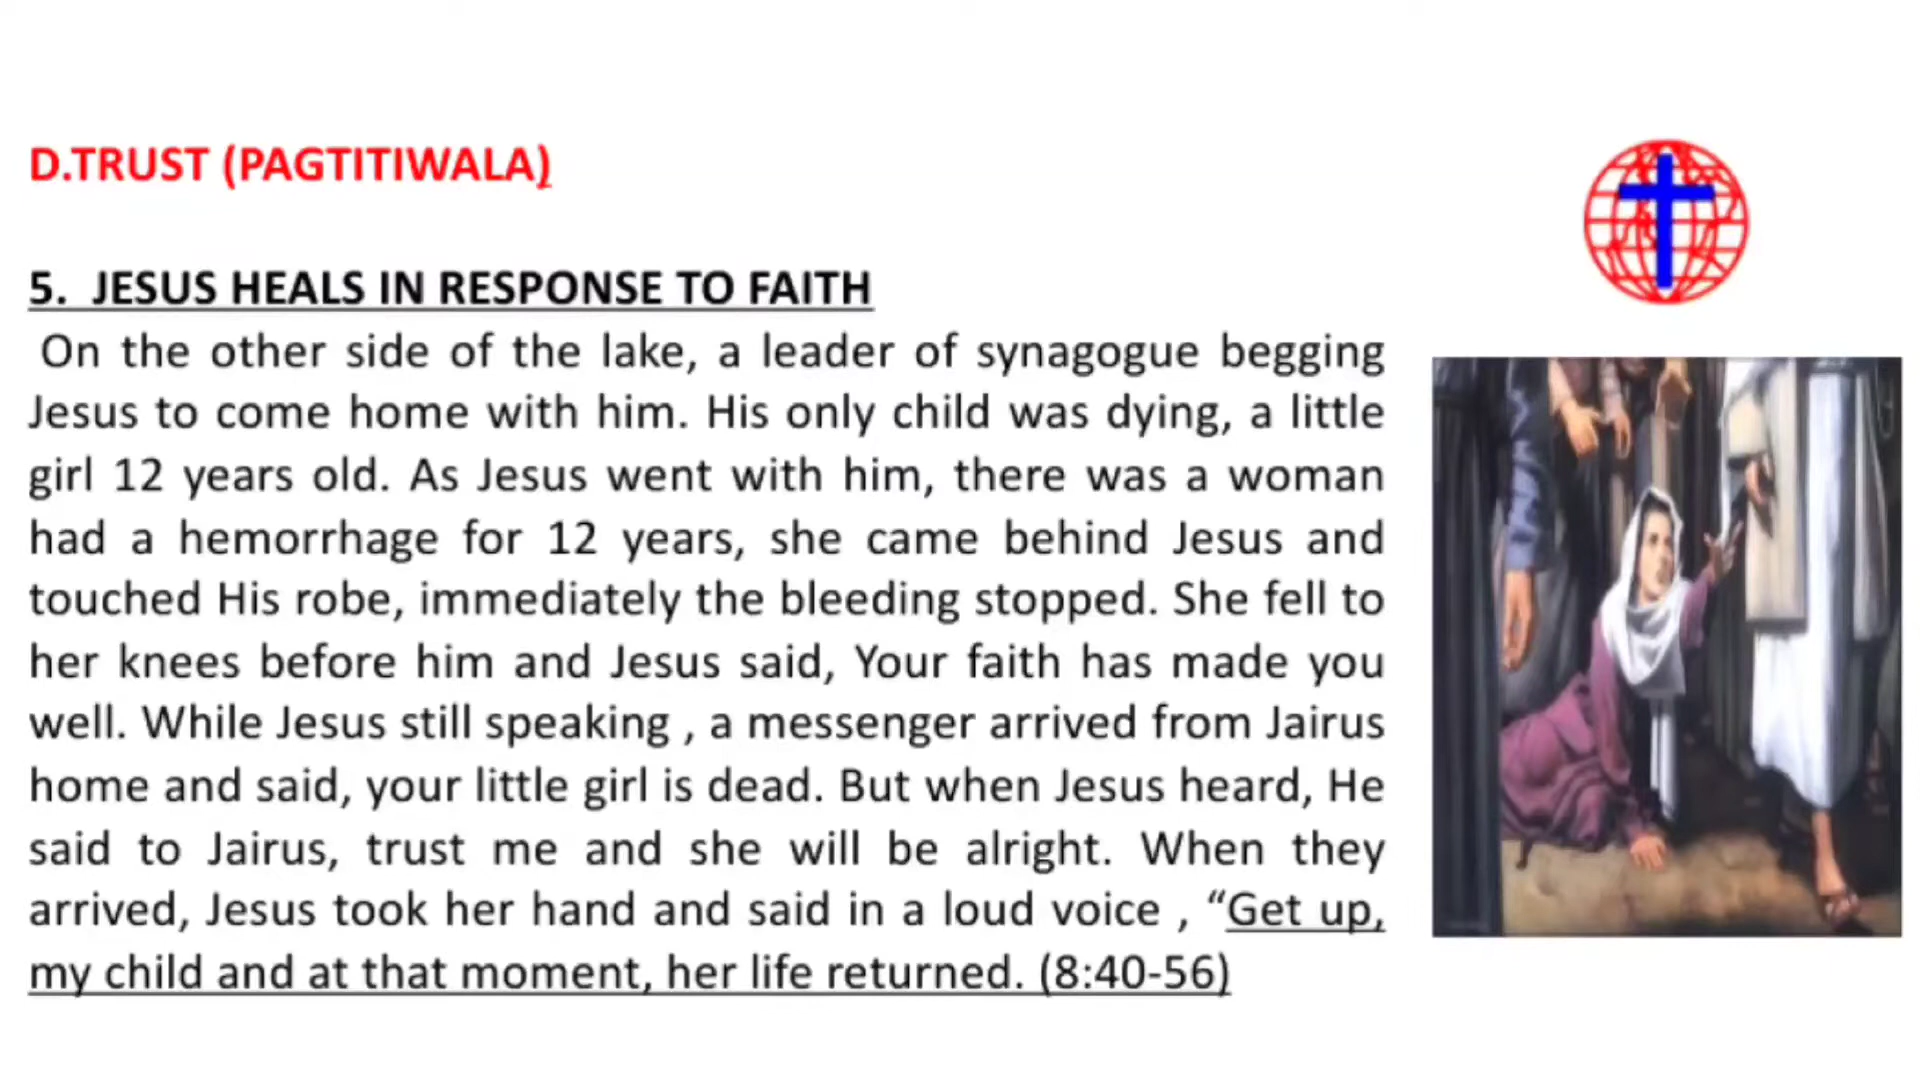 D.TRUST (PAGTITIWALA)
5. JESUS HEALS IN RESPONSE TO FAITH
On the other side of the lake, a leader of synagogue begging
Jesus to come home with him. His only child was dying, a little
girl 12 years old. As Jesus went with him, there was a woman
had a hemorrhage for 12 years, she came behind Jesus and
touched His robe, immediately the bleeding stopped. She fell to
her knees before him and Jesus said, Your faith has made you
well. While Jesus still speaking , a messenger arrived from Jairus
home and said, your little girl is dead. But when Jesus heard, He
said to Jairus, trust me and she will be alright. When they
arrived, Jesus took her hand and said in a loud voice , “Get up,
my child and at that moment, her life returned. (8:40-56)